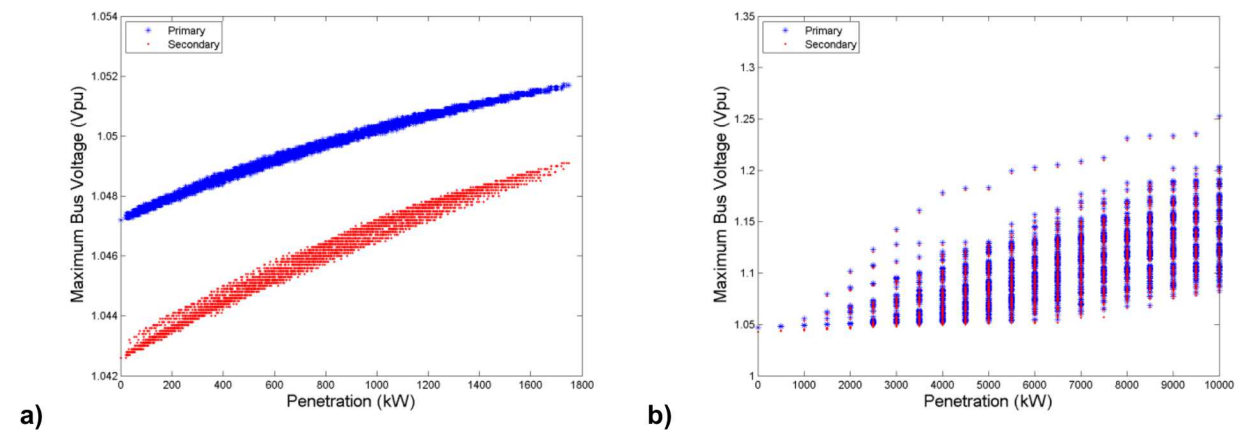 1.054
1.052
1.05
1.048
1.046
1.044
1.042
Maximum Bus Voltage (Vpu)
Primary
Secondary
0 200 400 600 800 1000 1200 1400 1600 1800
Penetration (kW)
a)
1.35
1.3
1.25
1.2
1.15
1.1
1.05
1
Maximum Bus Voltage (Vpu)
Primary
Secondary
0 1000 2000 3000 4000 5000 6000 7000 8000 9000 10000
Penetration (kW)
b)